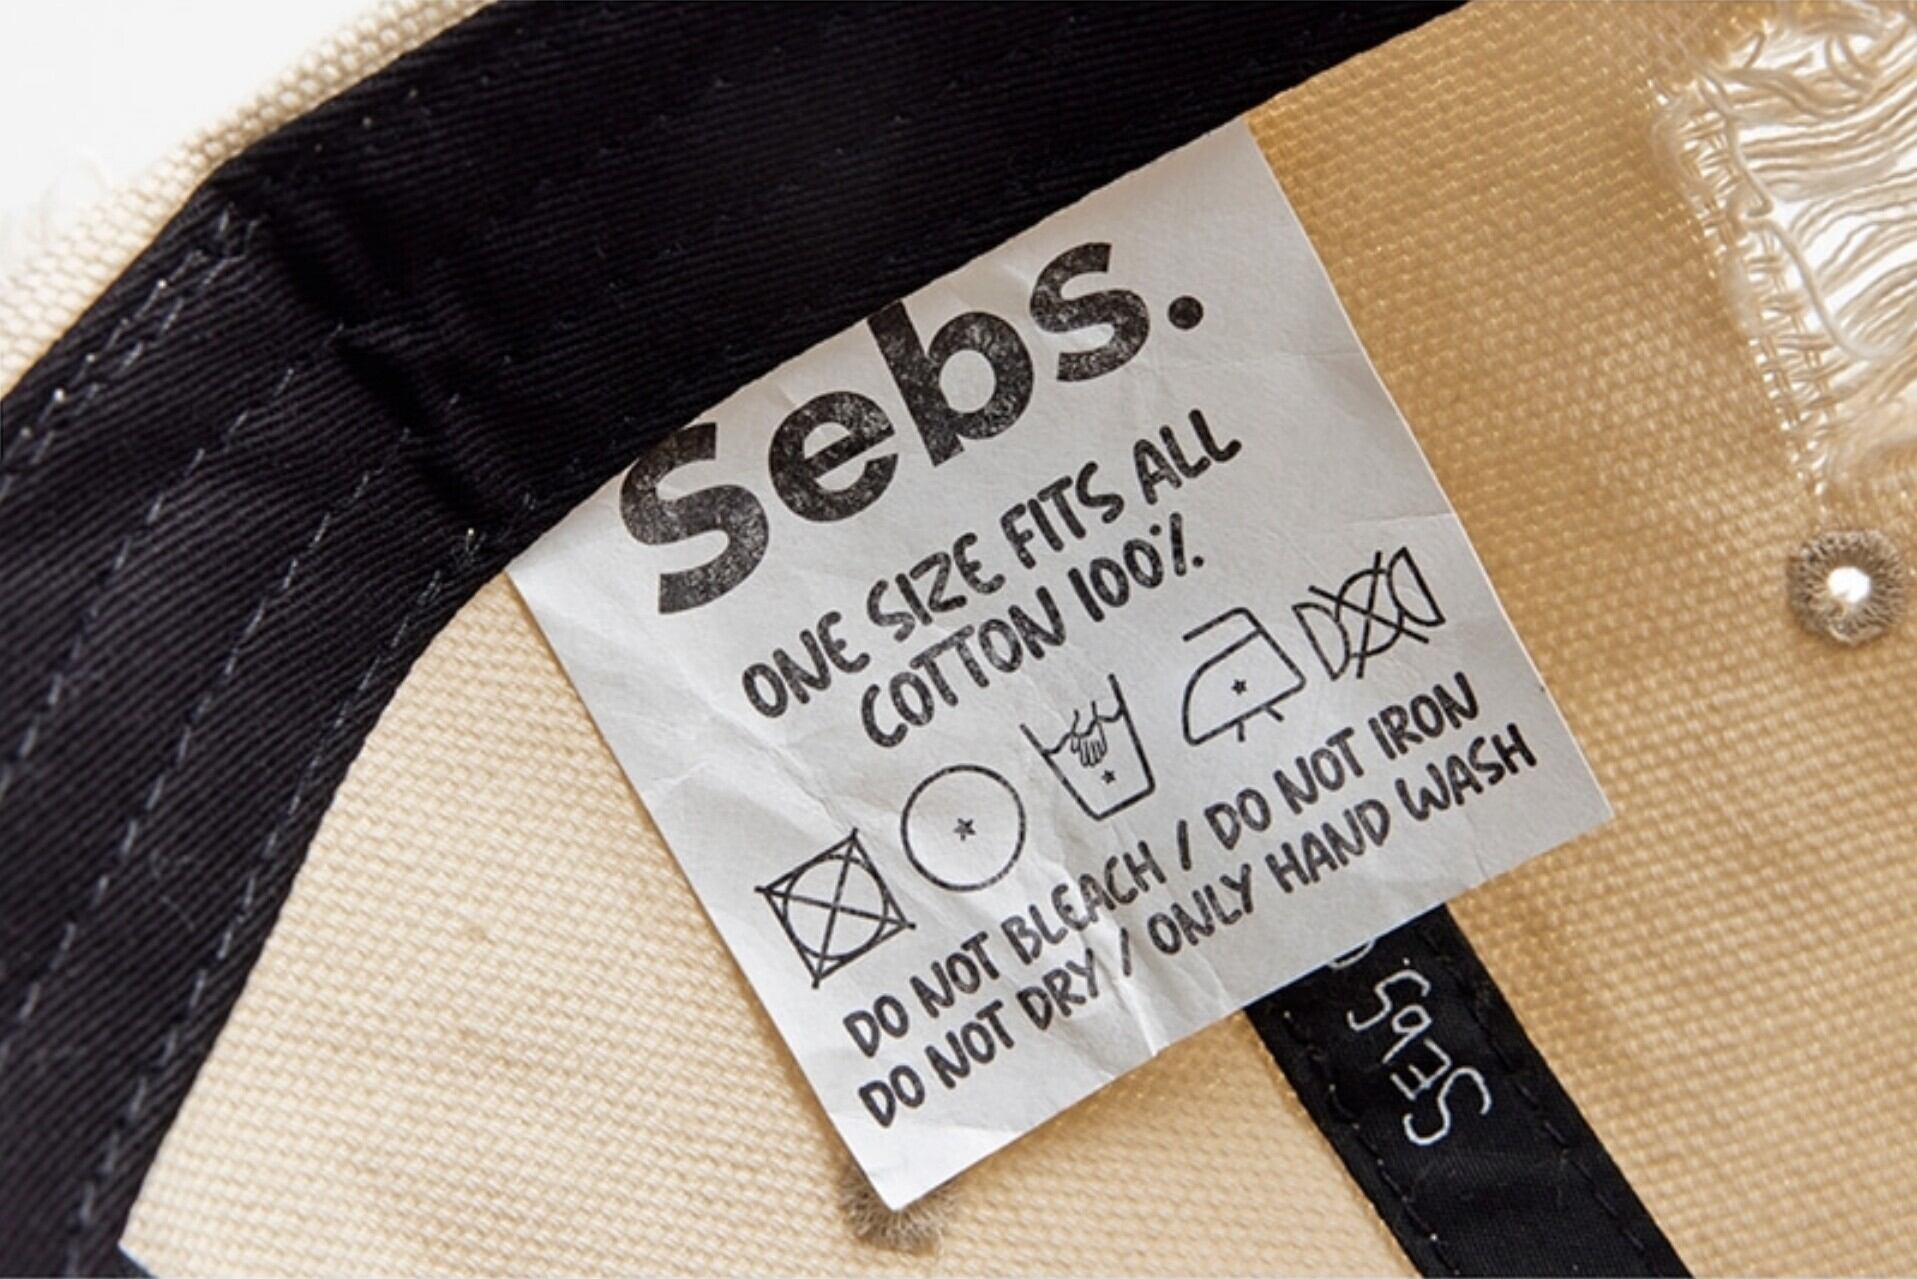 Sebs.
ONE SIZE FITS ALL
COTTON 100%
DO NOT BLEACH / DO NOT IRON
DO NOT DRY / ONLY HAND WASH
SEbS